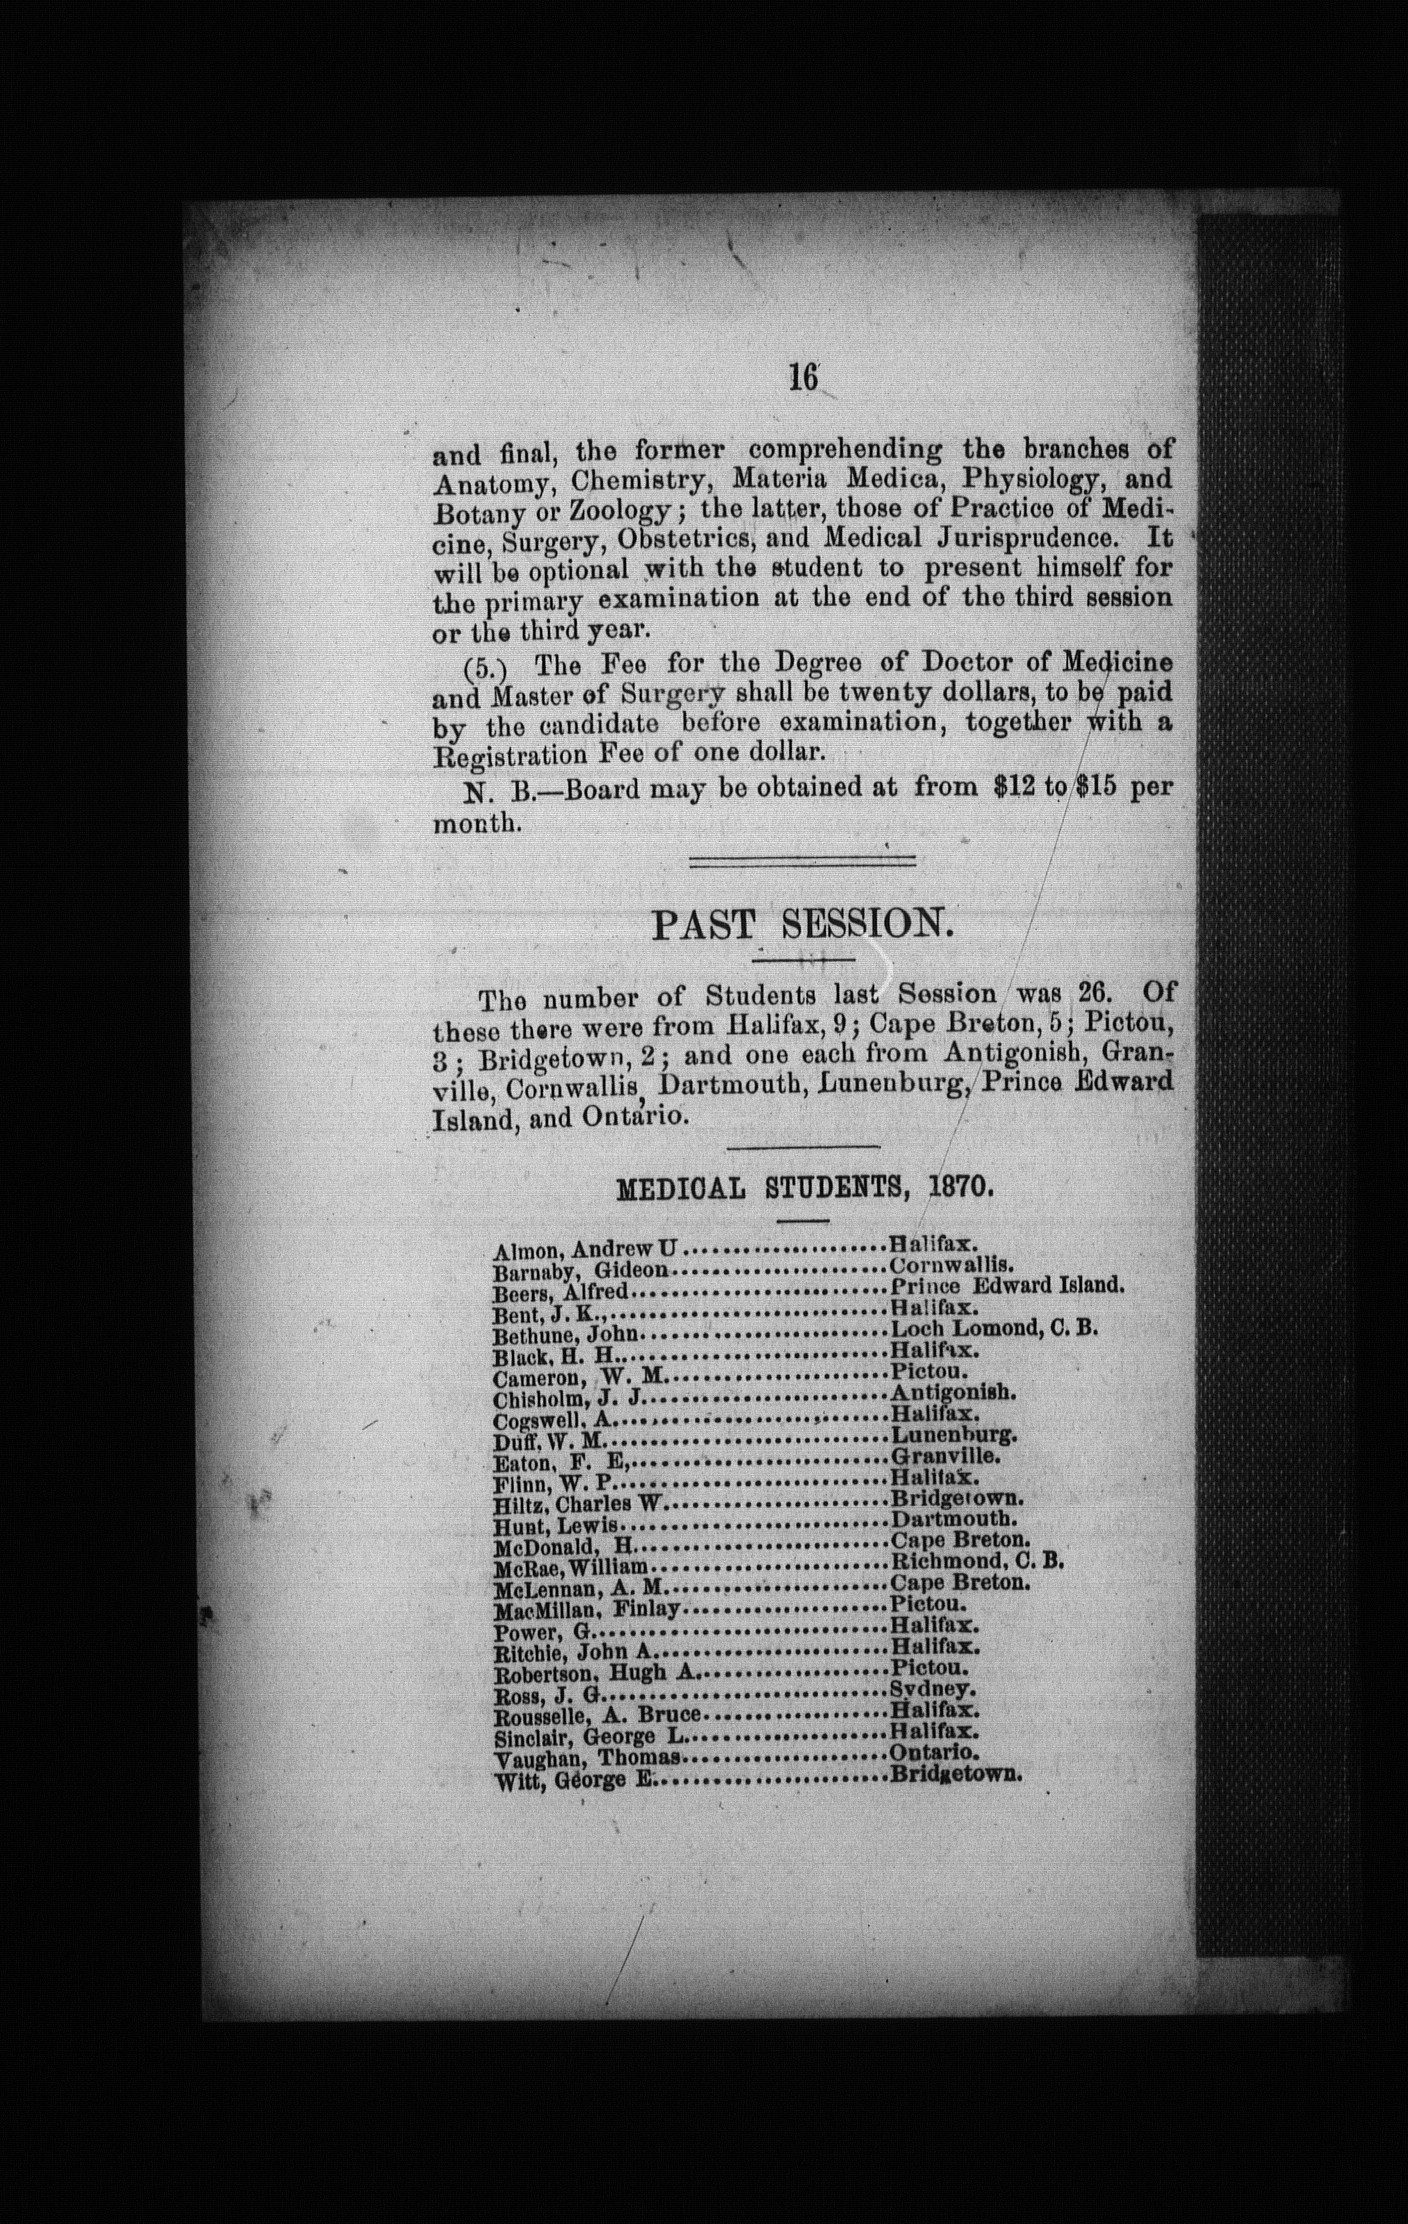 16
and final, the former comprehending the branches of
Anatomy, Chemistry, Materia Medica, Physiology, and
Botany or Zoology; the latter, those of Practice of Medi-
cine, Surgery, Obstetrics, and Medical Jurisprudence. It
will be optional with the student to present himself for
the primary examination at the end of the third session
or the third year.
(5.) The Fee for the Degree of Doctor of Medicine
and Master of Surgery shall be twenty dollars, to be paid
by the candidate before examination, together with a
Registration Fee of one dollar.
N. B.—Board may be obtained at from $12 to $15 per
month.
PAST SESSION.
The number of Students last Session was 26. Of
these there were from Halifax, 9; Cape Breton, 5; Pictou,
3; Bridgetown, 2; and one each from Antigonish, Gran-
ville, Cornwallis, Dartmouth, Lunenburg, Prince Edward
Island, and Ontario.
MEDICAL STUDENTS, 1870.
Almon, Andrew U......................Halifax.
Barnaby, Gideon......................Cornwallis.
Beers, Alfred..........................Prince Edward Island.
Bent, J. K.,............................Halifax.
Bethune, John.........................Loch Lomond, C. B.
Black, H. H............................Halifax.
Cameron, W. M.......................Pictou.
Chisholm, J. J.........................Antigonish.
Cogswell, A............................Halifax.
Duff, W. M.............................Lunenburg.
Eaton, F. E,..........................Granville.
Flinn, W. P............................Halifax.
Hiltz, Charles W.......................Bridgetown.
Hunt, Lewis...........................Dartmouth.
McDonald, H..........................Cape Breton.
McRae, William........................Richmond, C. B.
McLennan, A. M.......................Cape Breton.
MacMillan, Finlay.....................Pictou.
Power, G..............................Halifax.
Ritchie, John A........................Halifax.
Robertson, Hugh A....................Pictou.
Ross, J. G.............................Sydney.
Rousselle, A. Bruce...................Halifax.
Sinclair, George L.....................Halifax.
Vaughan, Thomas.....................Ontario.
Witt, George E........................Bridgetown.